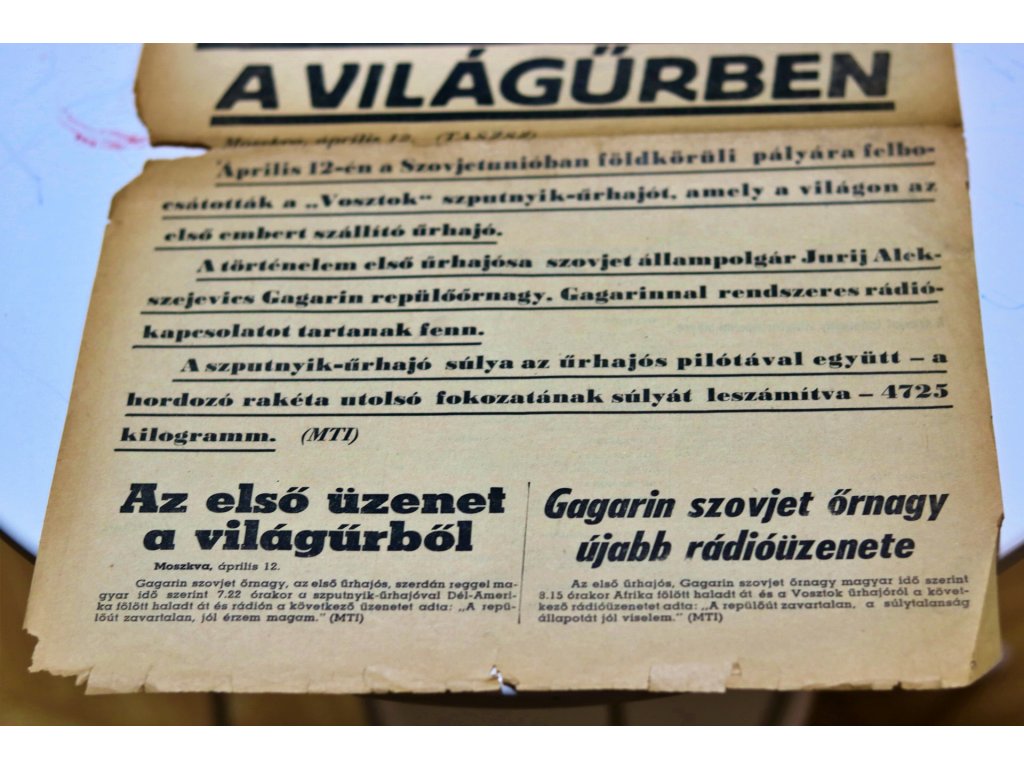 A VILÁGŰRBEN
Moszkva, április 12. (TASZSZ)
Április 12-én a Szovjetunióban földkörüli pályára felbo-
csátották a „Vosztok" szputnyik-űrhajót, amely a világon az
első embert szállító űrhajó.
A történelem első űrhajósa szovjet állampolgár Jurij Alek-
szejevics Gagarin repülőőrnagy. Gagarinnal rendszeres rádió-
kapcsolatot tartanak fenn.
A szputnyik-űrhajó súlya az űrhajós pilótával együtt – a
hordozó rakéta utolsó fokozatának súlyát leszámítva – 4725
kilogramm. (MTI)
Az első üzenet
a világűrből
Moszkva, április 12.
Gagarin szovjet őrnagy, az első űrhajós, szerdán reggel ma-
gyar idő szerint 7.22 órakor a szputnyik-űrhajóval Dél-Ameri-
ka fölött haladt át és rádión a következő üzenetet adta: „A repü-
lőút zavartalan, jól érzem magam." (MTI)
Gagarin szovjet őrnagy
újabb rádióüzenete
Az első űrhajós, Gagarin szovjet őrnagy magyar idő szerint
8.15 órakor Afrika fölött haladt át és a Vosztok űrhajóról a követ-
kező rádióüzenetet adta: „A repülőút zavartalan, a súlytalanság
állapotát jól viselem." (MTI)